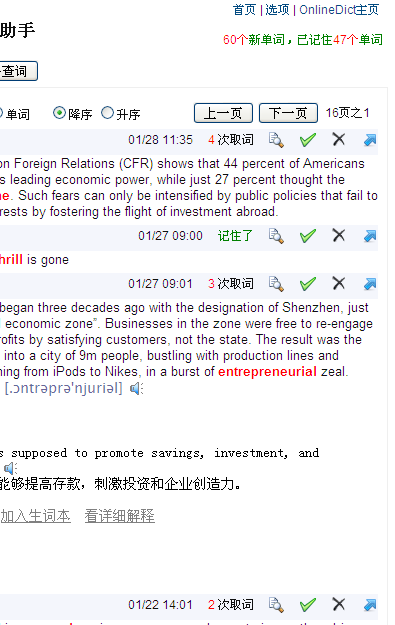 首页 | 选项 | OnlineDict主页
助手
60个新单词，已记住47个单词
查词
单词 降序 升序 上一页 下一页 16页之1
01/28 11:35 4 次取词
on Foreign Relations (CFR) shows that 44 percent of Americans
s leading economic power, while just 27 percent thought the
e. Such fears can only be intensified by public policies that fail to
rests by fostering the flight of investment abroad.
01/27 09:00 记住了
hrill is gone
01/27 09:01 3 次取词
began three decades ago with the designation of Shenzhen, just
economic zone”. Businesses in the zone were free to re-engage
rofits by satisfying customers, not the state. The result was the
into a city of 9m people, bustling with production lines and
ning from iPods to Nikes, in a burst of entrepreneurial zeal.
[.ɔntrəprə'njuriəl]
s supposed to promote savings, investment, and
能够提高存款，刺激投资和企业创造力。
加入生词本 看详细解释
01/22 14:01 2 次取词